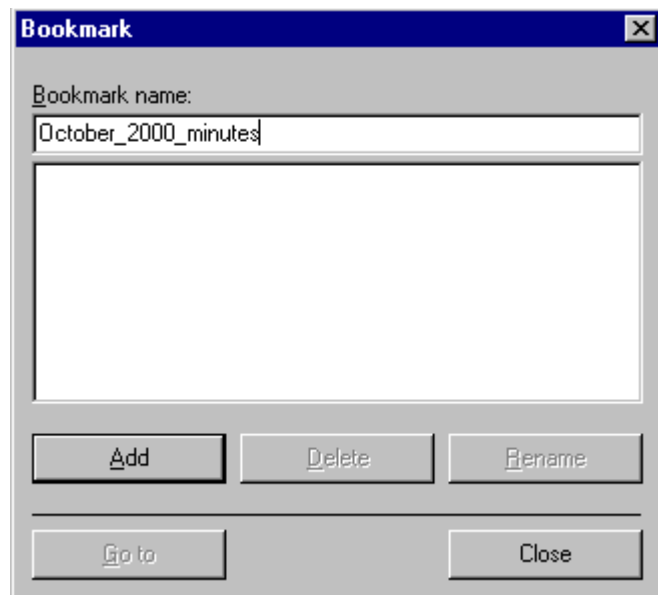 Bookmark
Bookmark name:
October_2000_minutes
Add Delete Rename
Go to Close